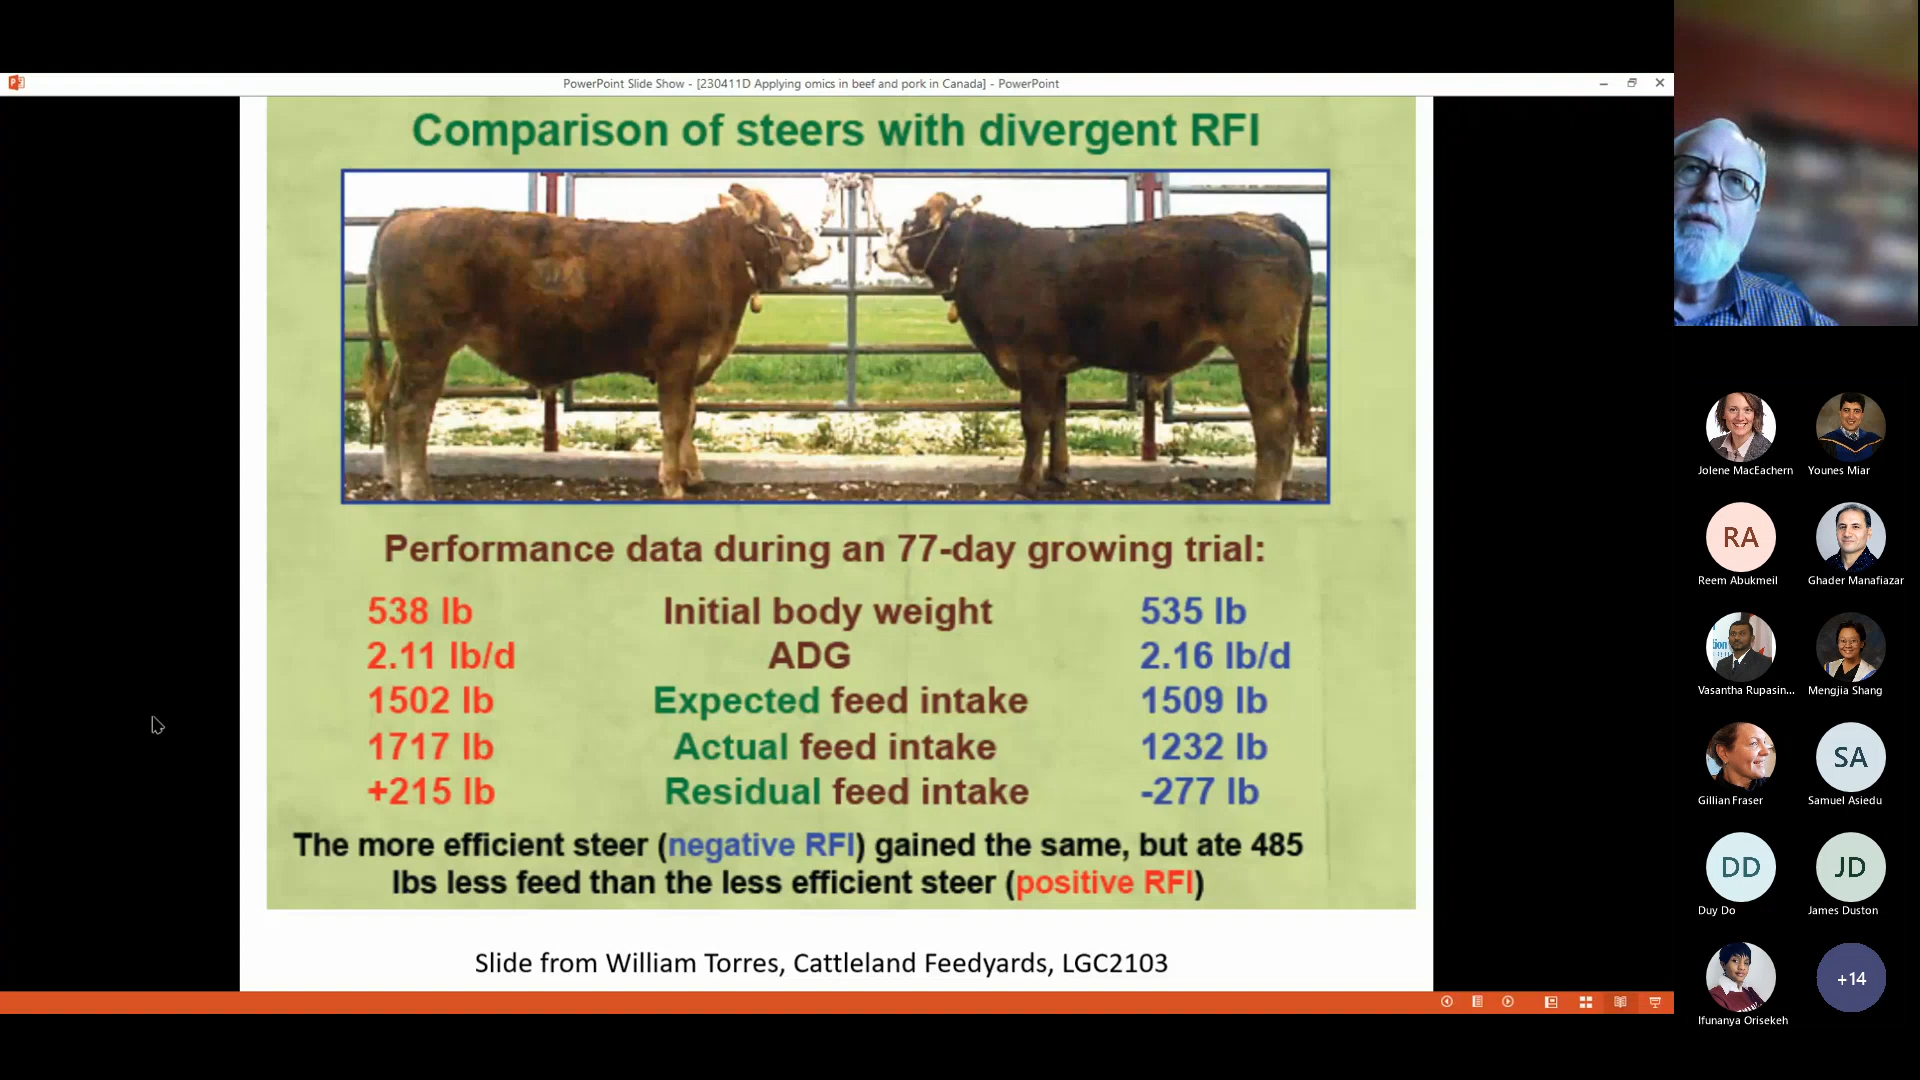 PowerPoint Slide Show - [230411D Applying omics in beef and pork in Canada] - PowerPoint
Comparison of steers with divergent RFI
Performance data during an 77-day growing trial:
538 lb Initial body weight 535 lb
2.11 lb/d ADG 2.16 lb/d
1502 lb Expected feed intake 1509 lb
1717 lb Actual feed intake 1232 lb
+215 lb Residual feed intake -277 lb
The more efficient steer (negative RFI) gained the same, but ate 485
lbs less feed than the less efficient steer (positive RFI)
Slide from William Torres, Cattleland Feedyards, LGC2103
Jolene MacEachern Younes Miar
RA
Reem Abukmeil Ghader Manafiazar
Vasantha Rupasin... Mengjia Shang
SA
Gillian Fraser Samuel Asiedu
DD JD
Duy Do James Duston
+14
Ifunanya Orisekeh